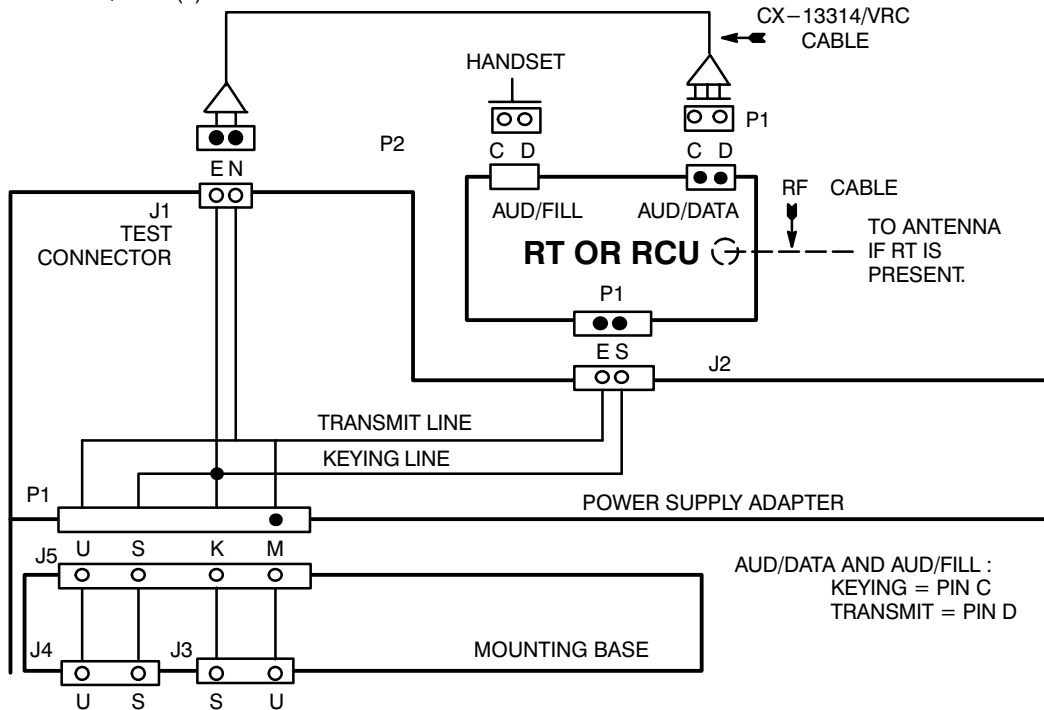 CX–13314/VRC
CABLE
HANDSET
P1
P2
E N
C D
C D
J1
TEST
CONNECTOR
AUD/FILL
AUD/DATA
RF CABLE
TO ANTENNA
IF RT IS
PRESENT.
RT OR RCU
P1
E S
J2
TRANSMIT LINE
KEYING LINE
P1
POWER SUPPLY ADAPTER
J5
U S K M
AUD/DATA AND AUD/FILL :
KEYING = PIN C
TRANSMIT = PIN D
J4
J3
MOUNTING BASE
U S S U